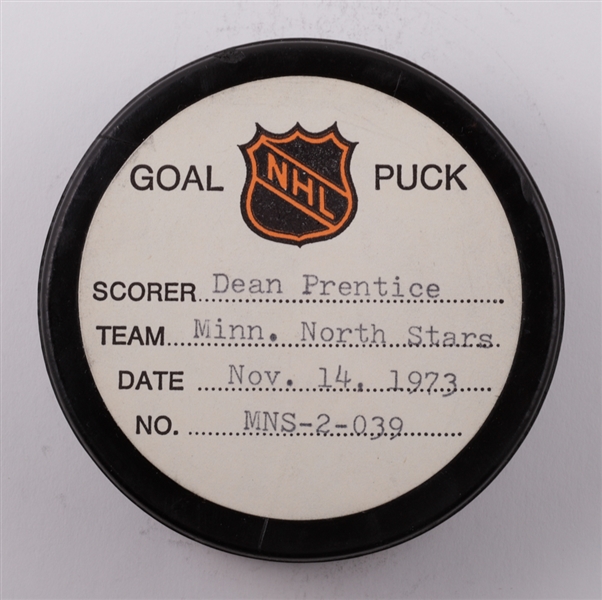 GOAL NHL PUCK
SCORER Dean Prentice
TEAM Minn. North Stars
DATE Nov. 14. 1973
NO. MNS-2-039